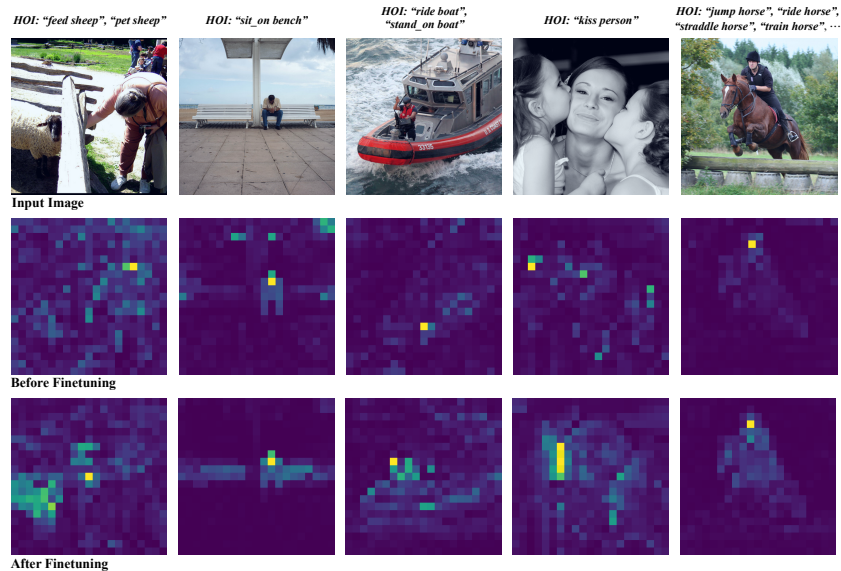 HOI: “feed sheep”, “pet sheep”
HOI: “sit_on bench”
HOI: “ride boat”,
“stand_on boat”
HOI: “kiss person”
HOI: “jump horse”, “ride horse”,
“straddle horse”, “train horse”, ···
Input Image
Before Finetuning
After Finetuning